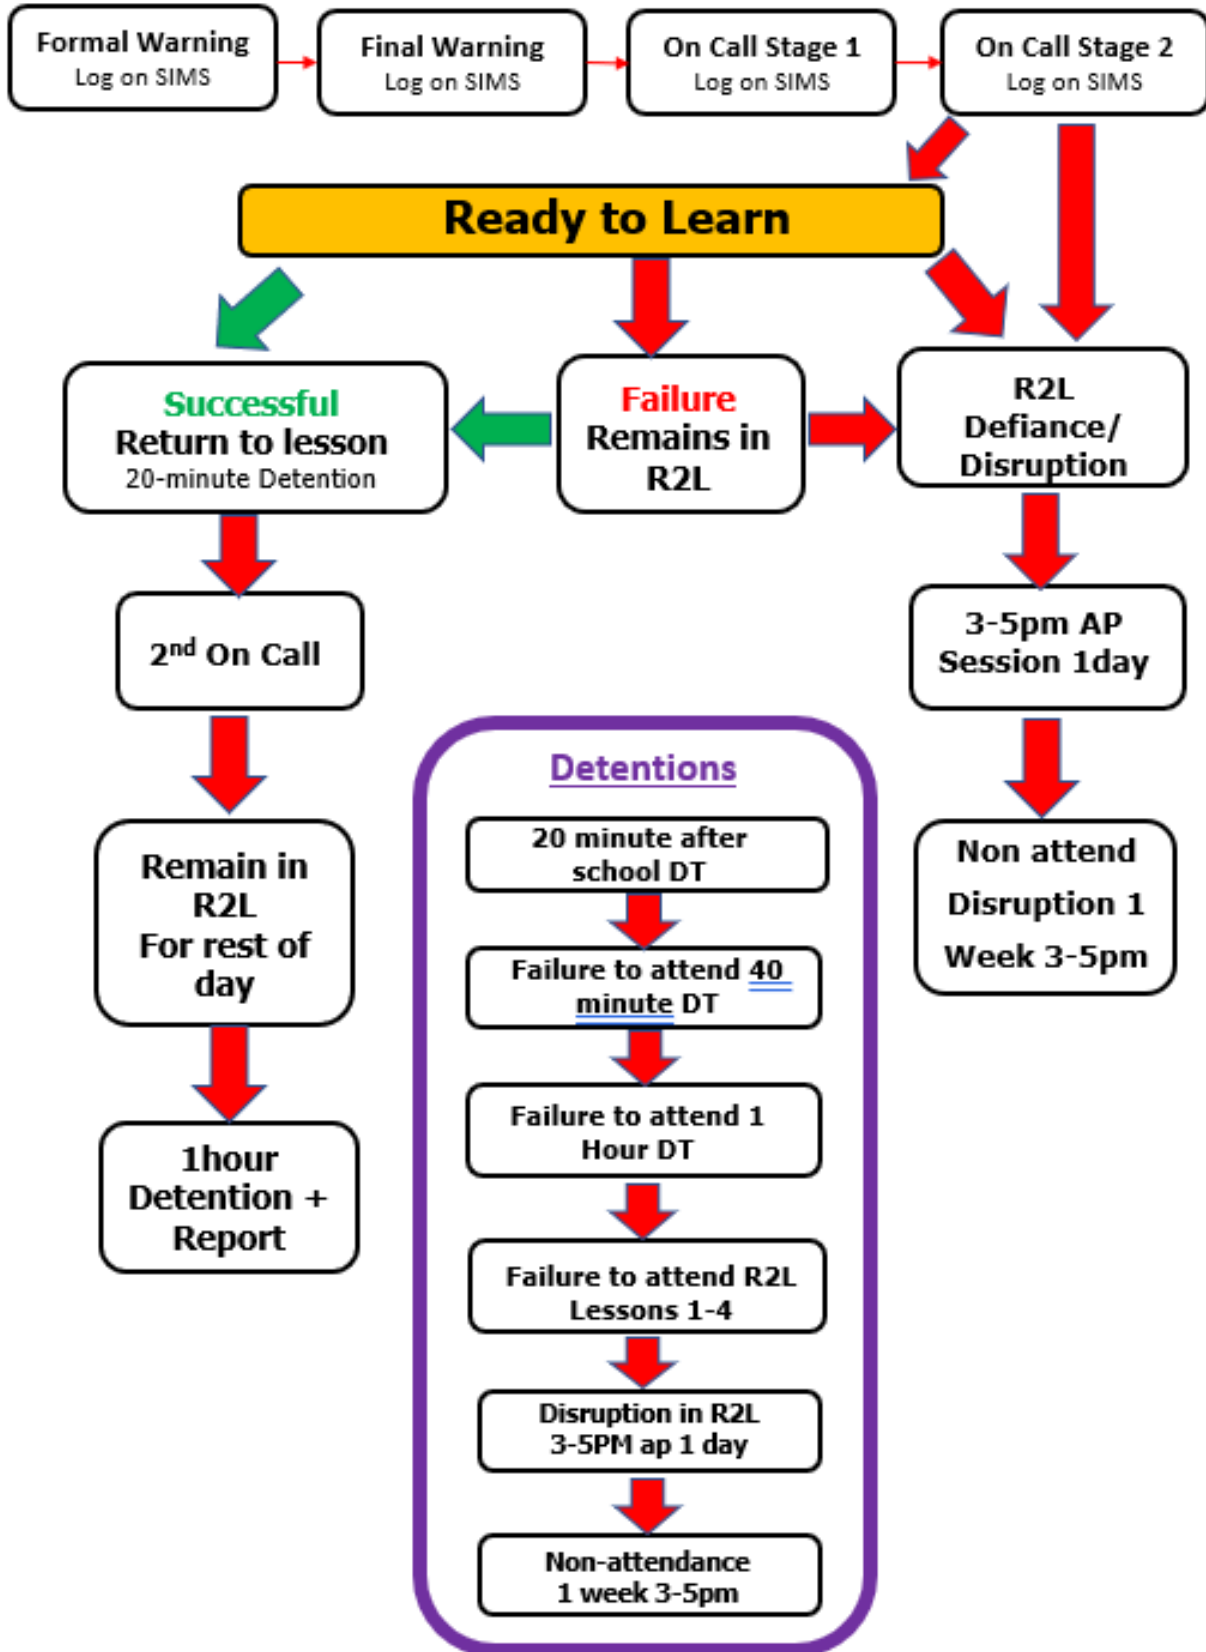 Formal Warning
Log on SIMS
Final Warning
Log on SIMS
On Call Stage 1
Log on SIMS
On Call Stage 2
Log on SIMS
Ready to Learn
Successful
Return to lesson
20-minute Detention
Failure
Remains in
R2L
R2L
Defiance/
Disruption
2nd On Call
3-5pm AP
Session 1day
Remain in
R2L
For rest of
day
Non attend
Disruption 1
Week 3-5pm
1hour
Detention +
Report
Detentions
20 minute after
school DT
Failure to attend 40
minute DT
Failure to attend 1
Hour DT
Failure to attend R2L
Lessons 1-4
Disruption in R2L
3-5PM ap 1 day
Non-attendance
1 week 3-5pm